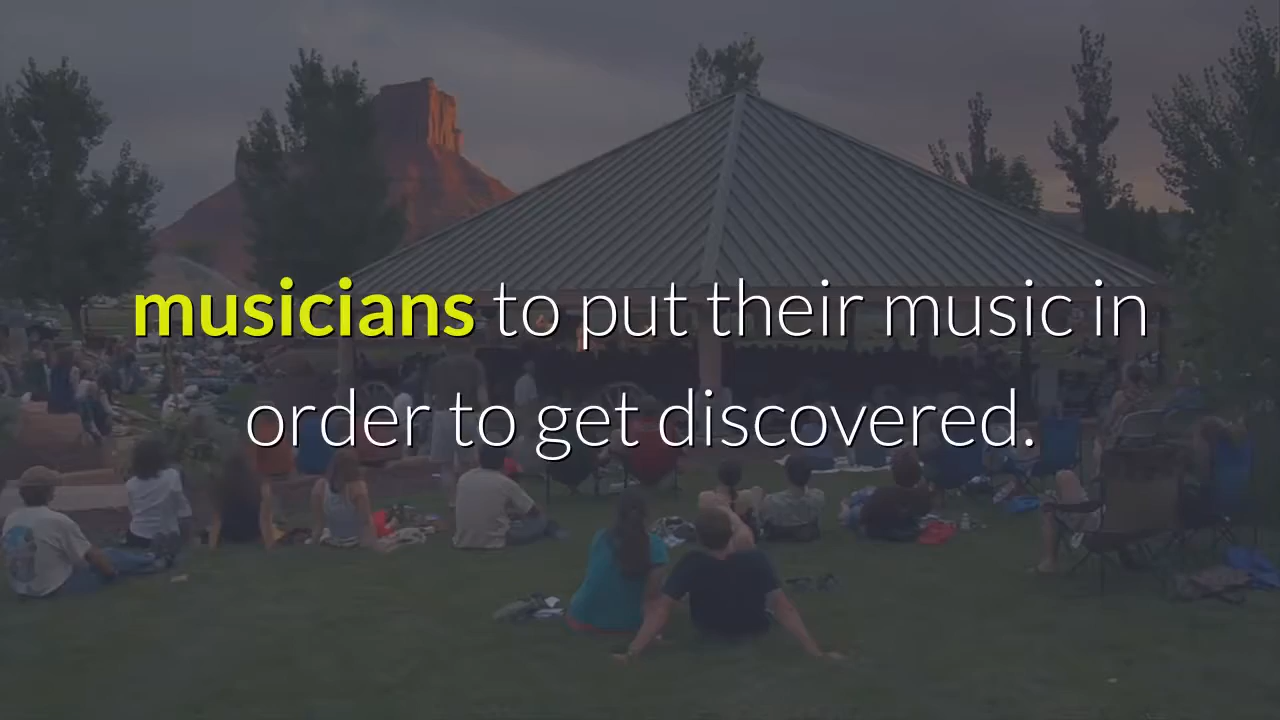 musicians to put their music in
order to get discovered.